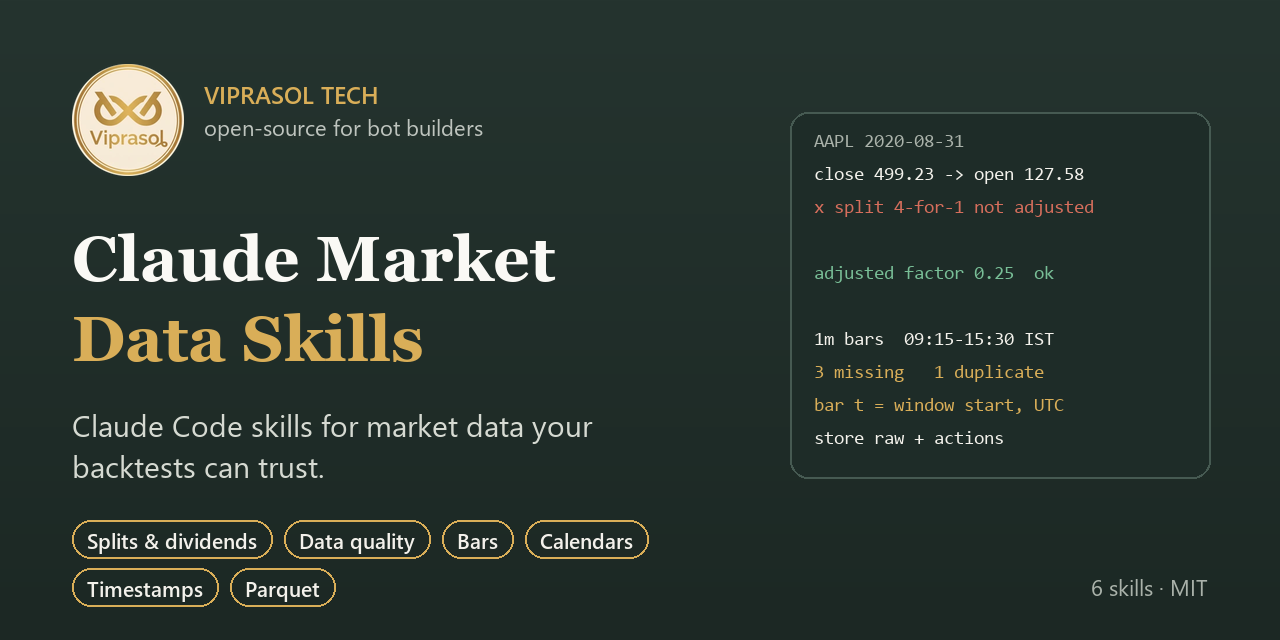 Viprasol
VIPRASOL TECH
open-source for bot builders
Claude Market
Data Skills
Claude Code skills for market data your
backtests can trust.
Splits & dividends
Data quality
Bars
Calendars
Timestamps
Parquet
AAPL 2020-08-31
close 499.23 -> open 127.58
x split 4-for-1 not adjusted
adjusted factor 0.25  ok
1m bars  09:15-15:30 IST
3 missing   1 duplicate
bar t = window start, UTC
store raw + actions
6 skills · MIT